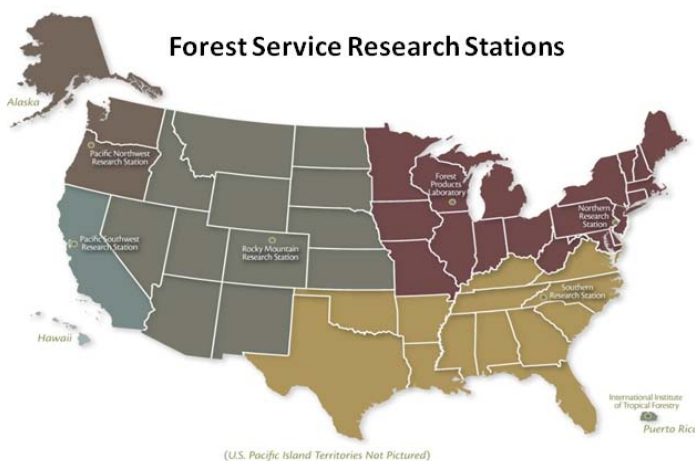 Forest Service Research Stations
Alaska
Pacific Northwest
Research Station
Forest
Products
Laboratory
Northern
Research
Station
Pacific Southwest
Research Station
Rocky Mountain
Research Station
Southern
Research Station
Hawaii
International Institute
of Tropical Forestry
Puerto Rico
(U.S. Pacific Island Territories Not Pictured)